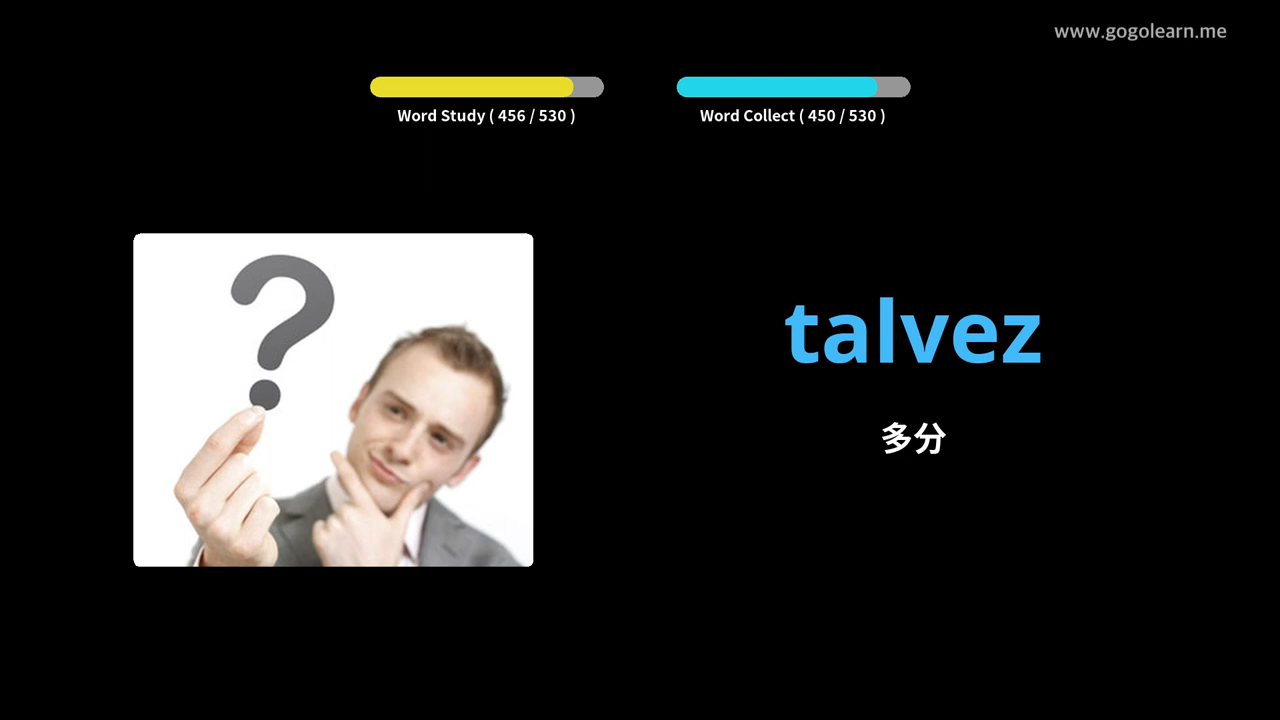 www.gogolearn.me
Word Study ( 456 / 530 )
Word Collect ( 450 / 530 )
?
talvez
多分